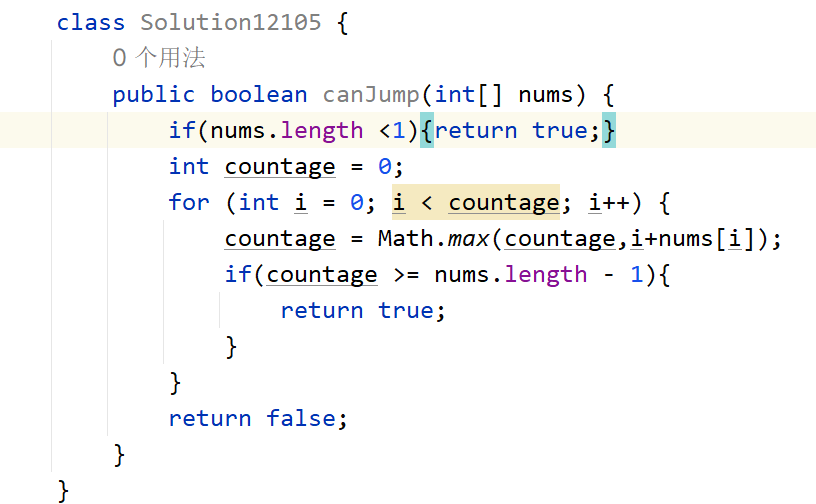 class Solution12105 {
0 个用法
public boolean canJump(int[] nums) {
if(nums.length <1){return true;}
int countage = 0;
for (int i = 0; i < countage; i++) {
countage = Math.max(countage,i+nums[i]);
if(countage >= nums.length - 1){
return true;
}
}
return false;
}
}